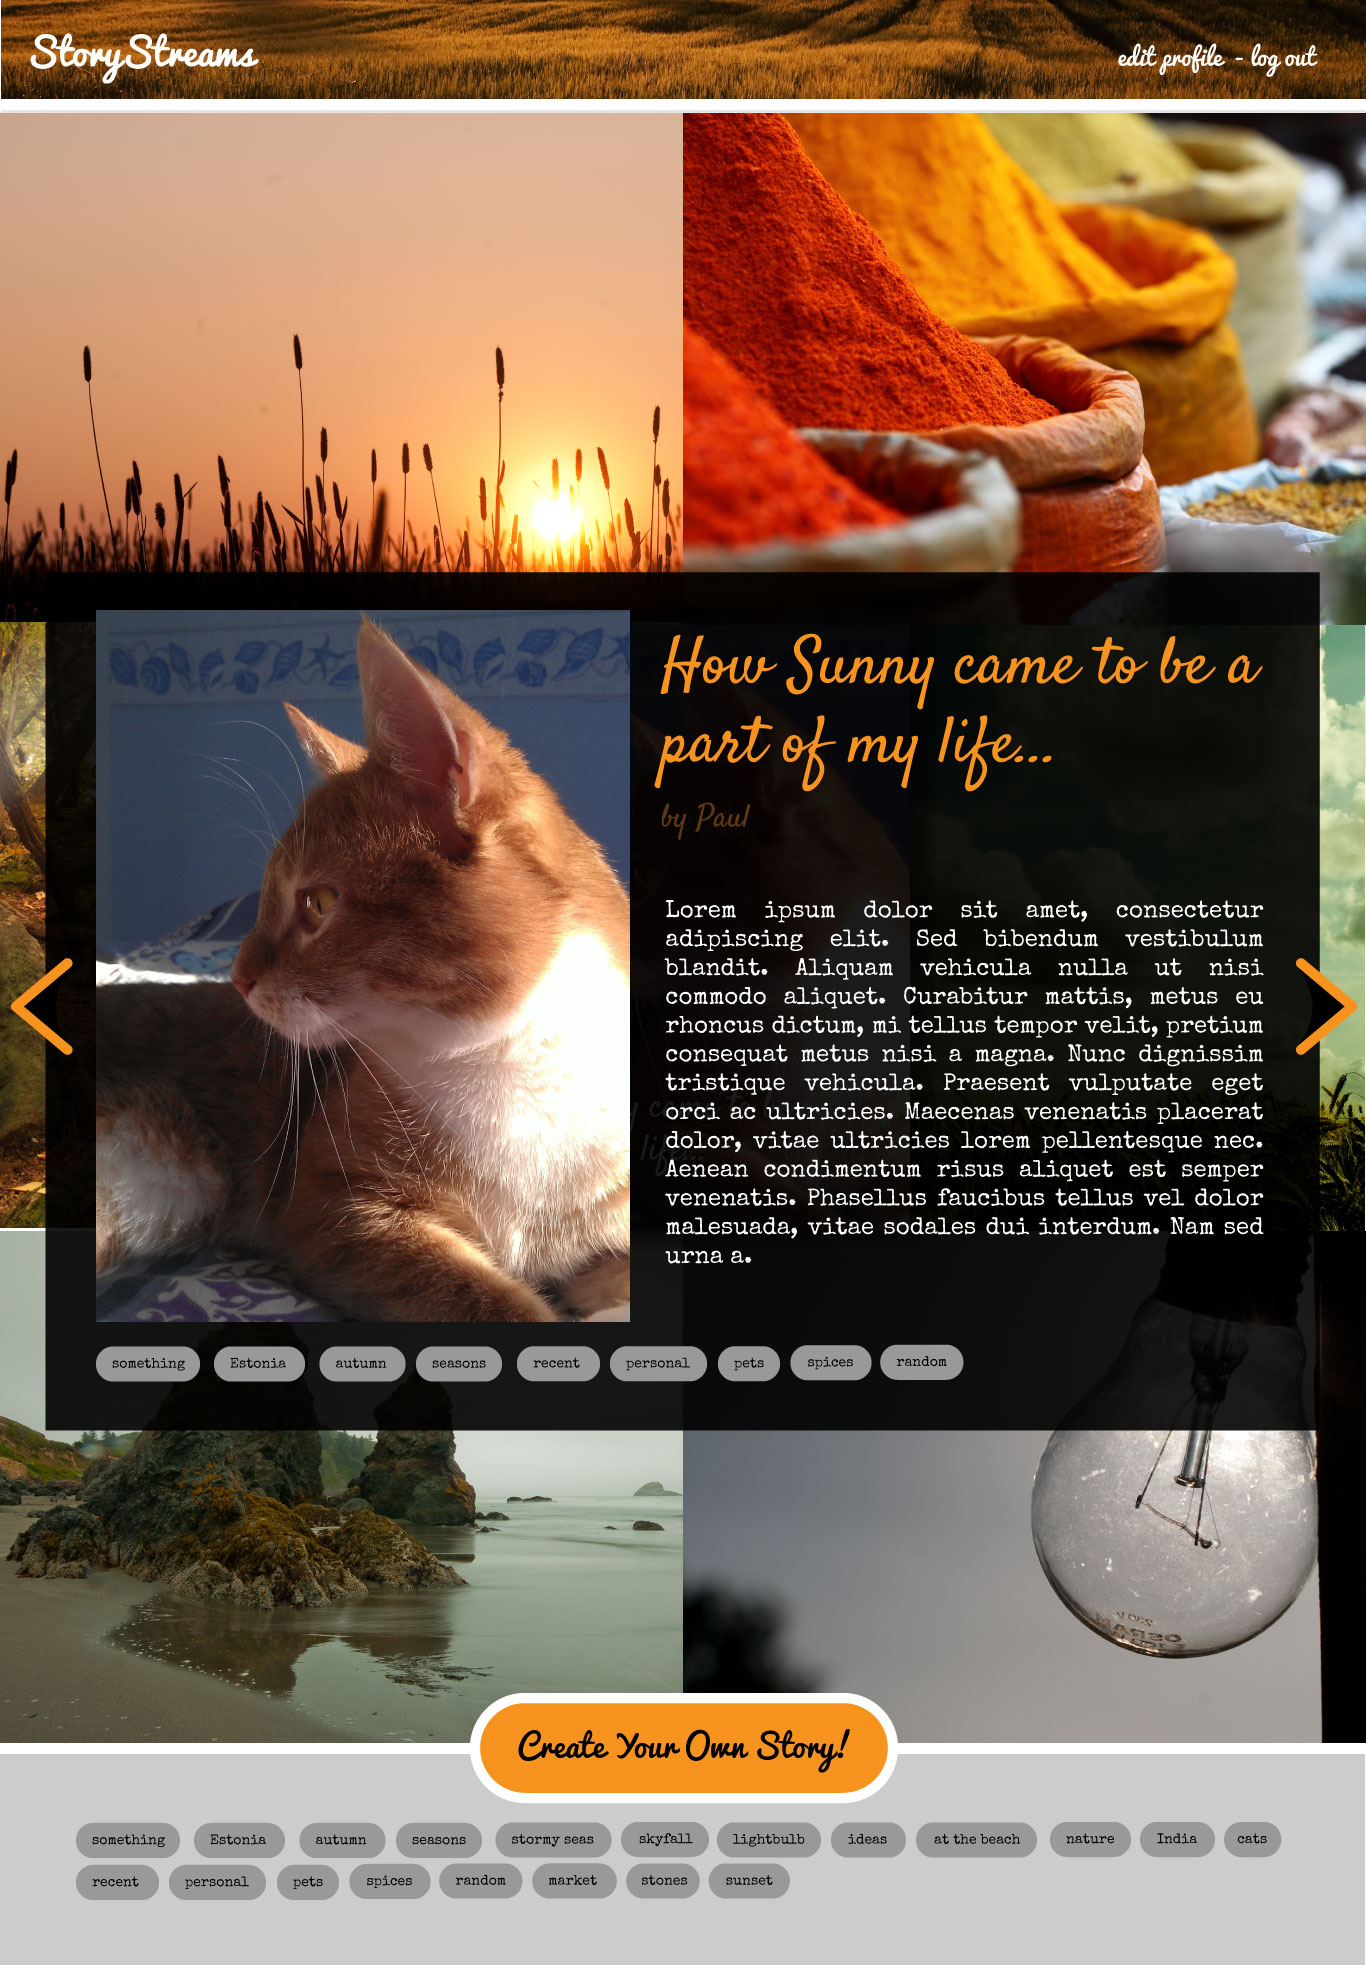 StoryStreams
edit profile - log out
How Sunny came to be a
part of my life...
by Paul
Lorem ipsum dolor sit amet, consectetur
adipiscing elit. Sed bibendum vestibulum
blandit. Aliquam vehicula nulla ut nisi
commodo aliquet. Curabitur mattis, metus eu
rhoncus dictum, mi tellus tempor velit, pretium
consequat metus nisi a magna. Nunc dignissim
tristique vehicula. Praesent vulputate eget
orci ac ultricies. Maecenas venenatis placerat
dolor, vitae ultricies lorem pellentesque nec.
Aenean condimentum risus aliquet est semper
venenatis. Phasellus faucibus tellus vel dolor
malesuada, vitae sodales dui interdum. Nam sed
urna a.
something Estonia autumn seasons recent personal pets spices random
OSRAM
Create Your Own Story!
something Estonia autumn seasons stormy seas skyfall lightbulb ideas at the beach nature India cats
recent personal pets spices random market stones sunset